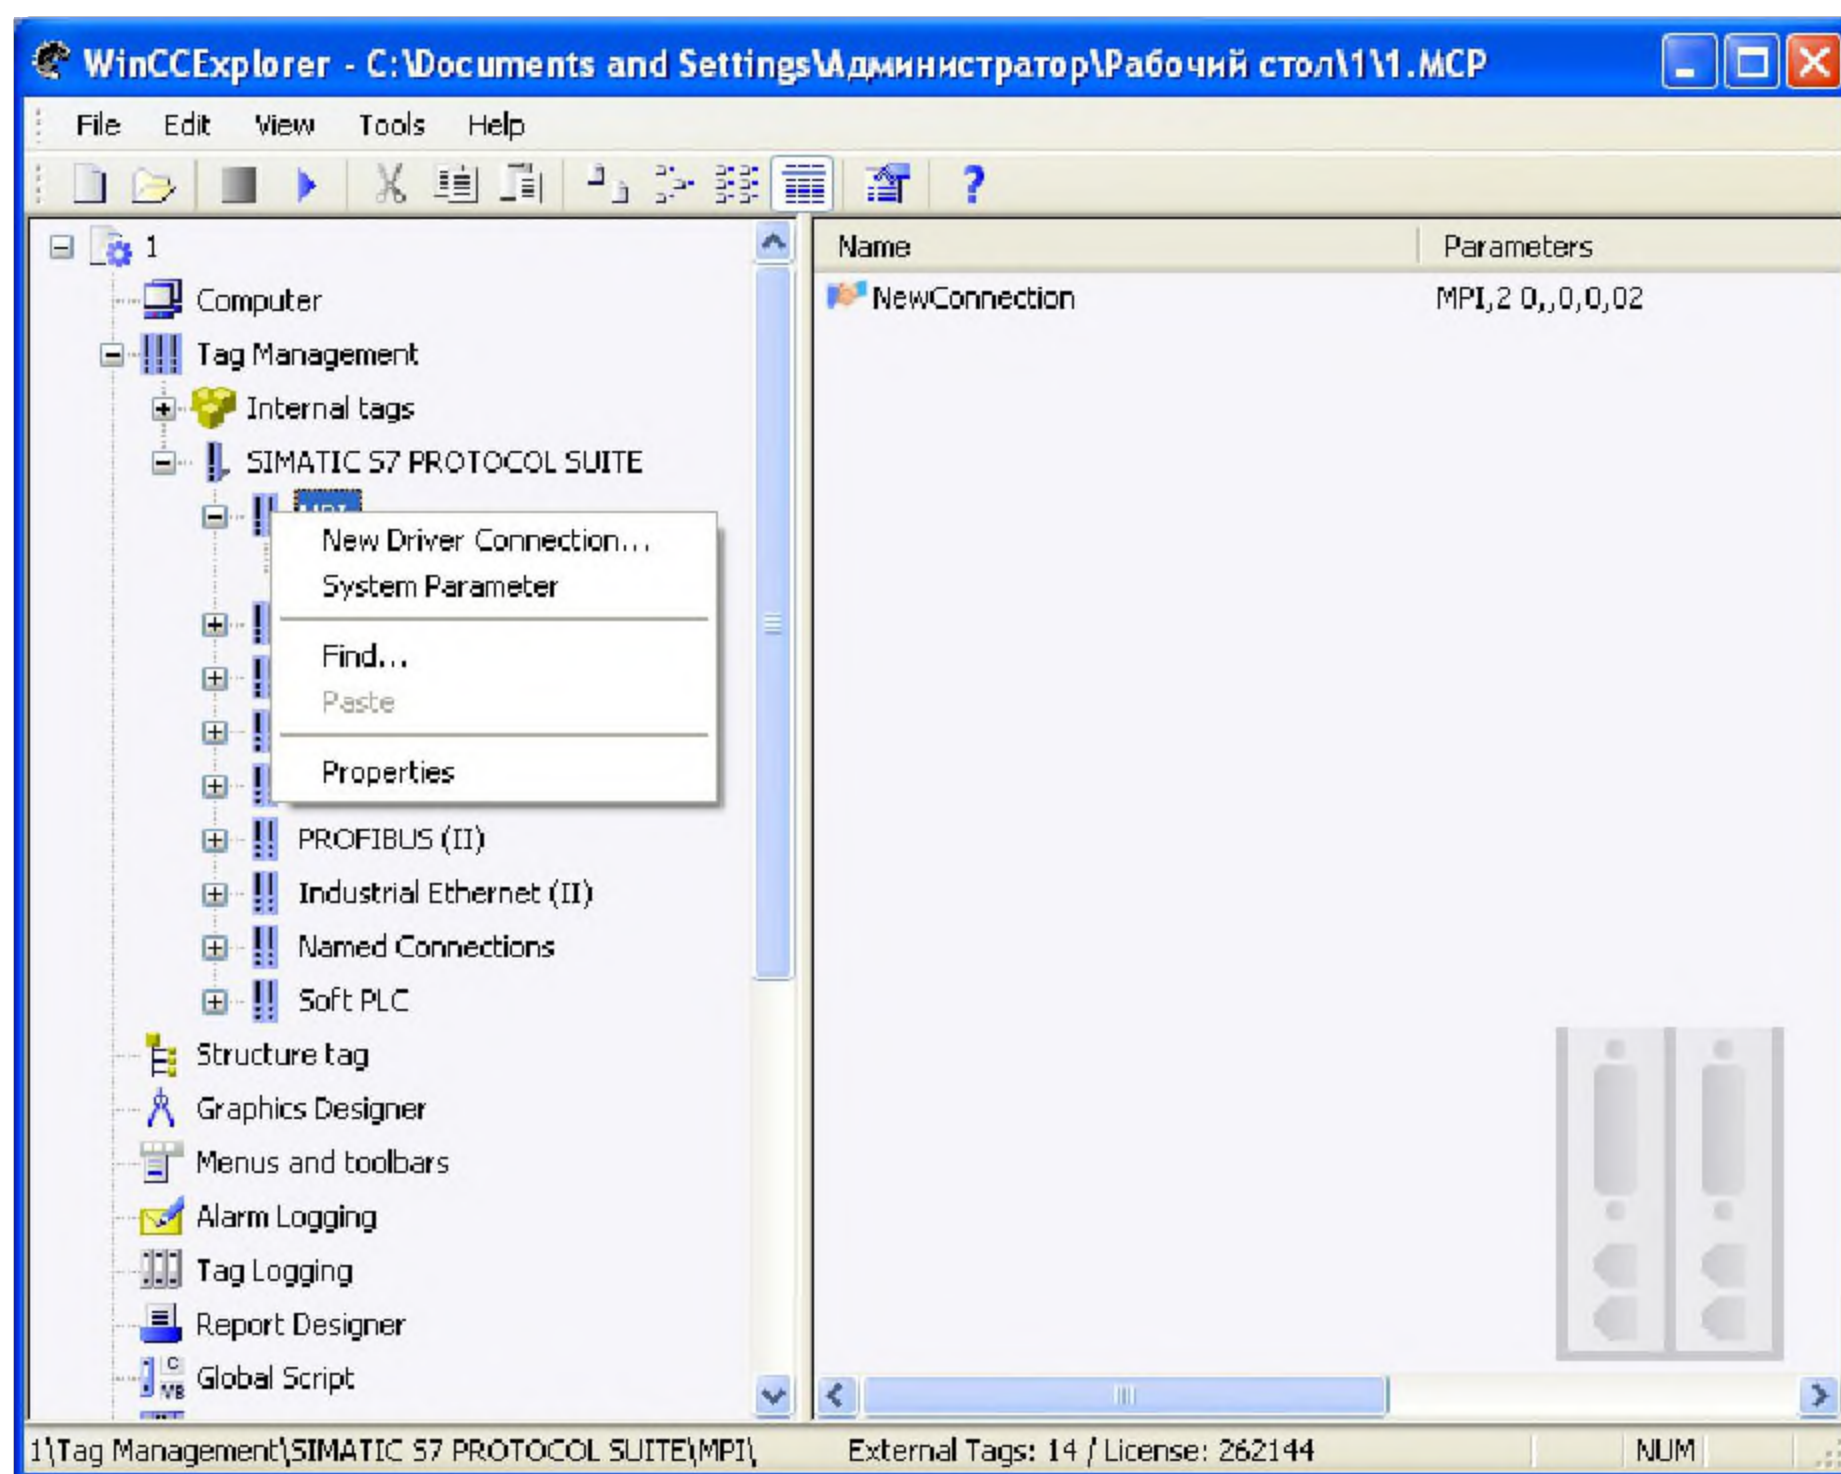 WinCCExplorer - C:\Documents and Settings\Администратор\Рабочий стол\1\1.MCP
File Edit View Tools Help
1
Computer
Tag Management
Internal tags
SIMATIC S7 PROTOCOL SUITE
MPI
New Driver Connection...
System Parameter
Find...
Paste
Properties
PROFIBUS (II)
Industrial Ethernet (II)
Named Connections
Soft PLC
Structure tag
Graphics Designer
Menus and toolbars
Alarm Logging
Tag Logging
Report Designer
Global Script
Name Parameters
NewConnection MPI,2 0,,0,0,02
1\Tag Management\SIMATIC S7 PROTOCOL SUITE\MPI\ External Tags: 14 / License: 262144 NUM